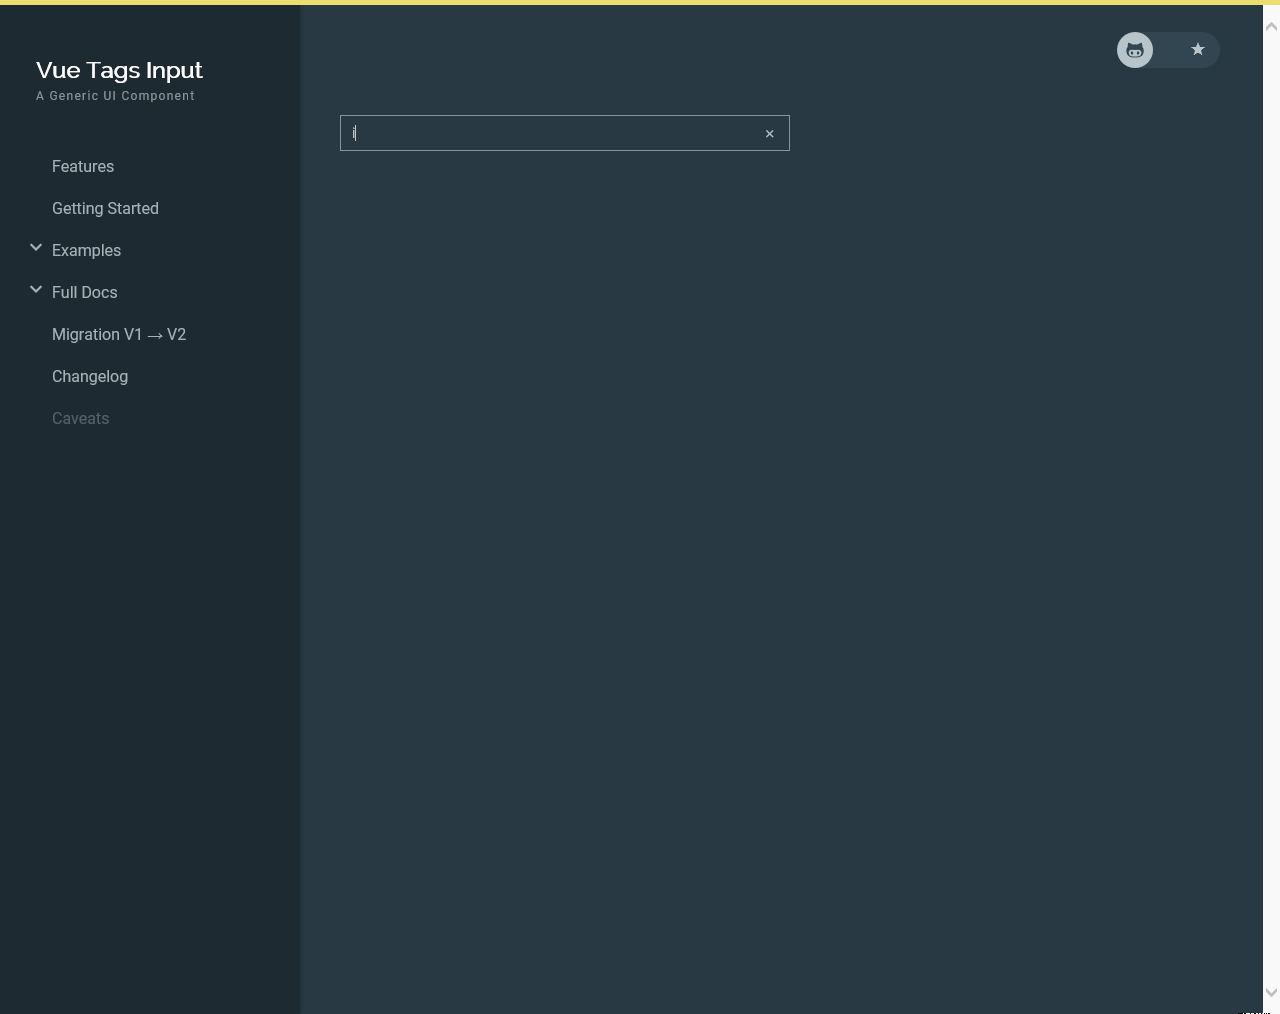 Vue Tags Input
A Generic UI Component
i
Features
Getting Started
Examples
Full Docs
Migration V1 → V2
Changelog
Caveats